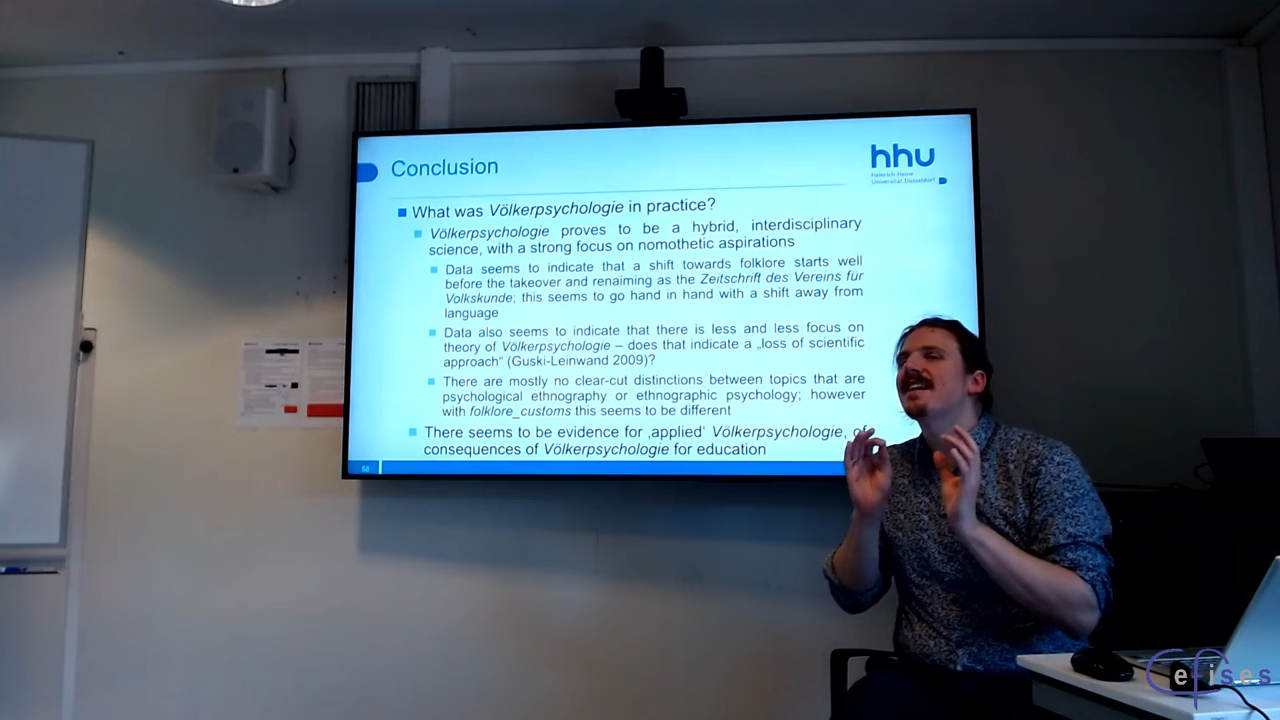 Conclusion
hhu
Heinrich Heine
Universität Düsseldorf
What was Völkerpsychologie in practice?
Völkerpsychologie proves to be a hybrid, interdisciplinary
science, with a strong focus on nomothetic aspirations
Data seems to indicate that a shift towards folklore starts well
before the takeover and renaiming as the Zeitschrift des Vereins für
Volkskunde; this seems to go hand in hand with a shift away from
language
Data also seems to indicate that there is less and less focus on
theory of Völkerpsychologie – does that indicate a „loss of scientific
approach“ (Guski-Leinwand 2009)?
There are mostly no clear-cut distinctions between topics that are
psychological ethnography or ethnographic psychology; however
with folklore_customs this seems to be different
There seems to be evidence for ‚applied‘ Völkerpsychologie, of
consequences of Völkerpsychologie for education
58
Cefises